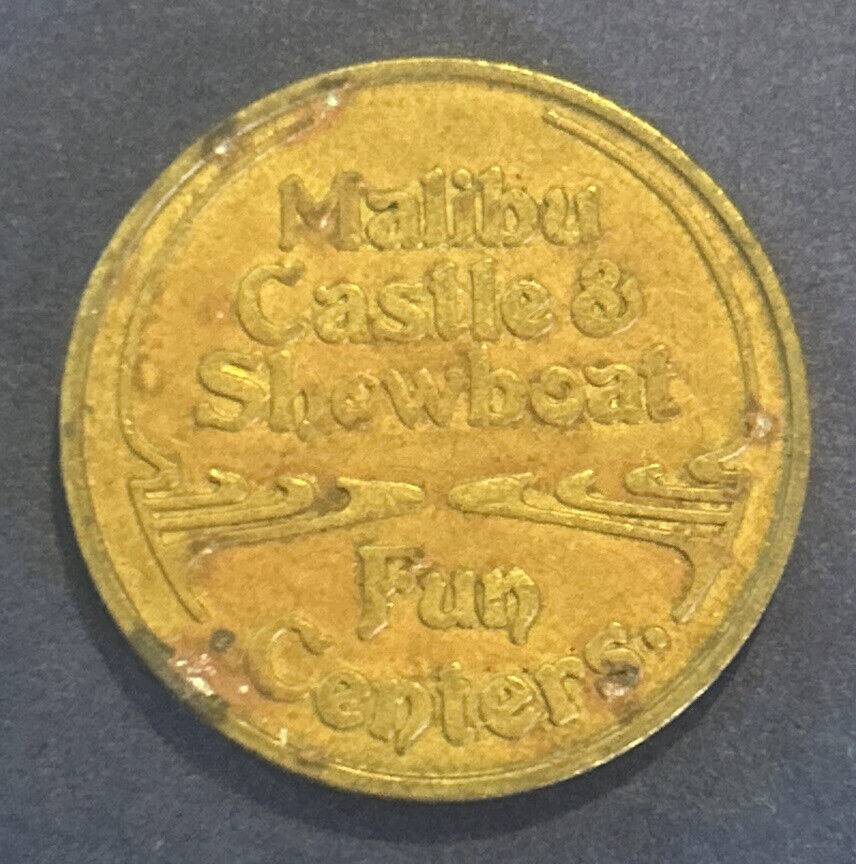 Malibu
Castle &
Showboat
Fun
Centers